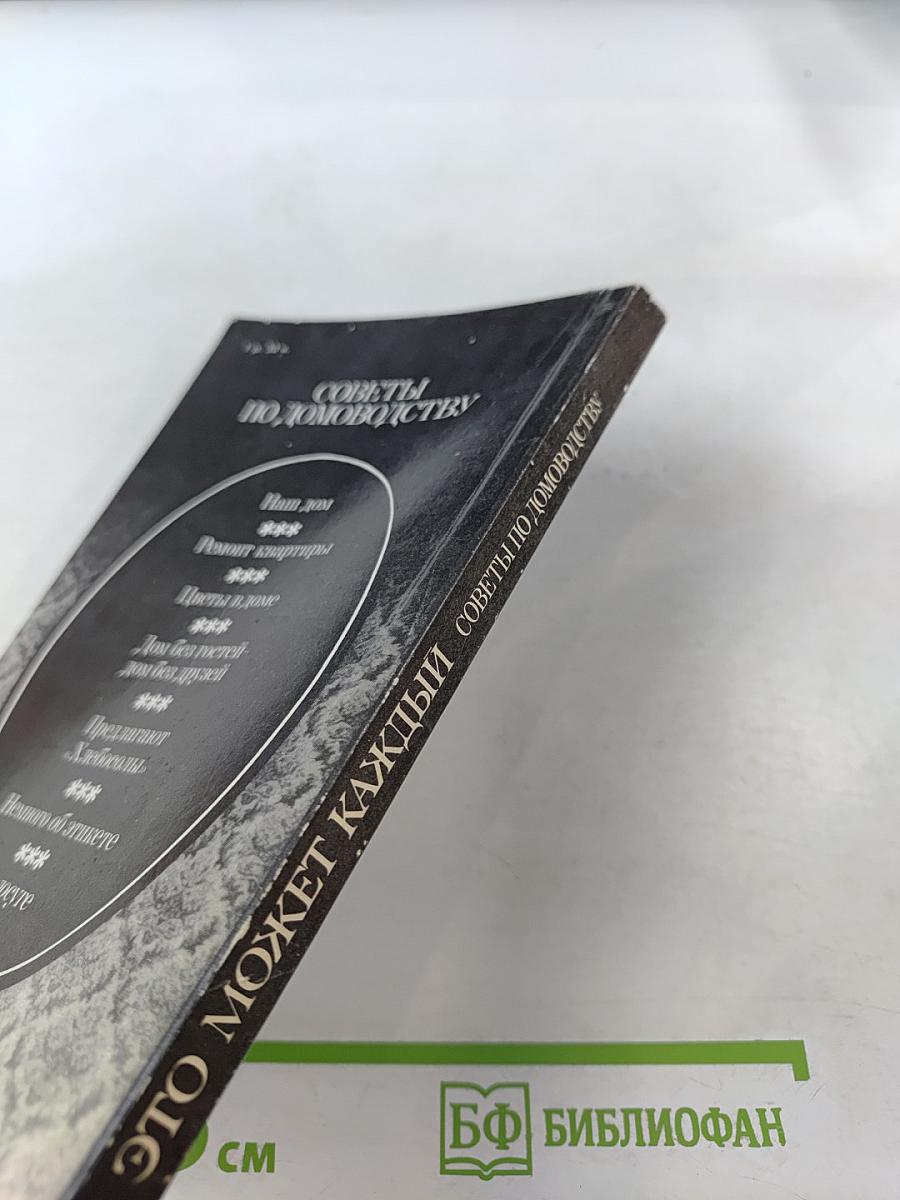 СОВЕТЫ
ПО ДОМОВОДСТВУ
Наш дом
***
Ремонт квартиры
***
Цветы в доме
***
Дом без гостей-
дом без друзей
***
Предлагают
«Хлебосолы»
***
Немного об этикете
***
досуге
ЭТО МОЖЕТ КАЖДЫЙ СОВЕТЫ ПО ДОМОВОДСТВУ
см
БФ БИБЛИОФАН